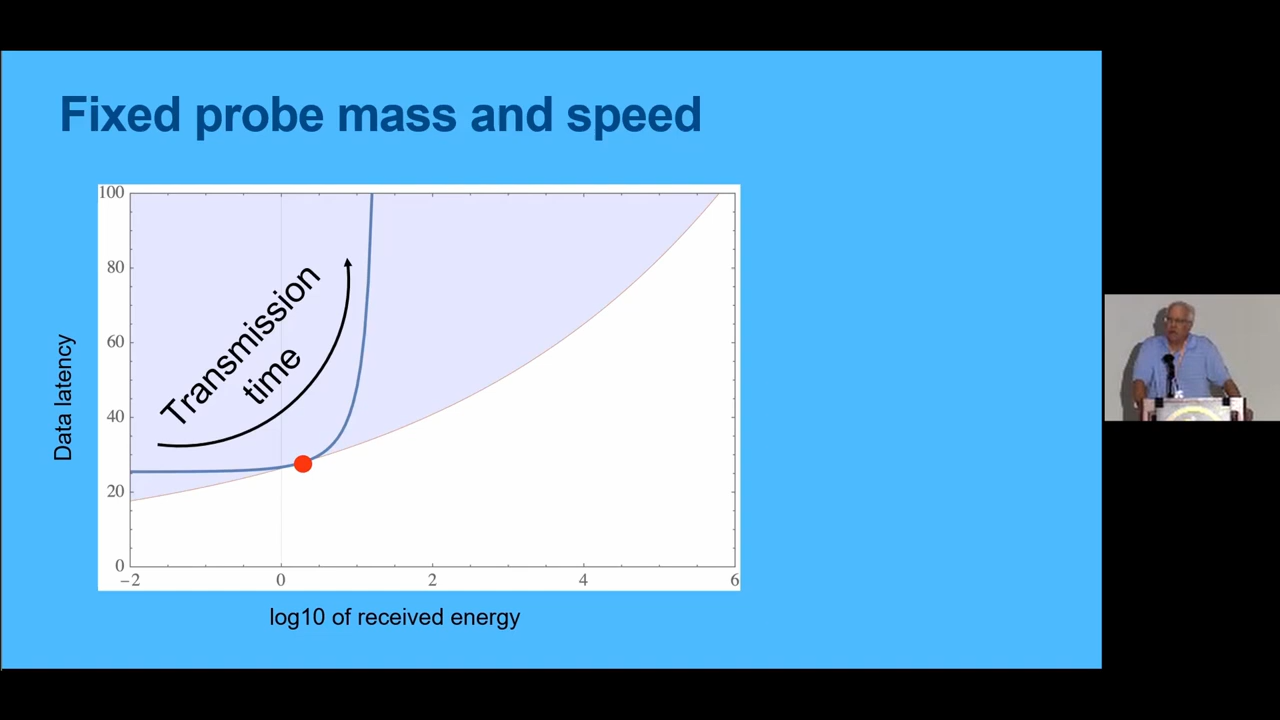 Fixed probe mass and speed
100
80
60
40
20
0
−2
0
2
4
6
Transmission
time
Data latency
log10 of received energy